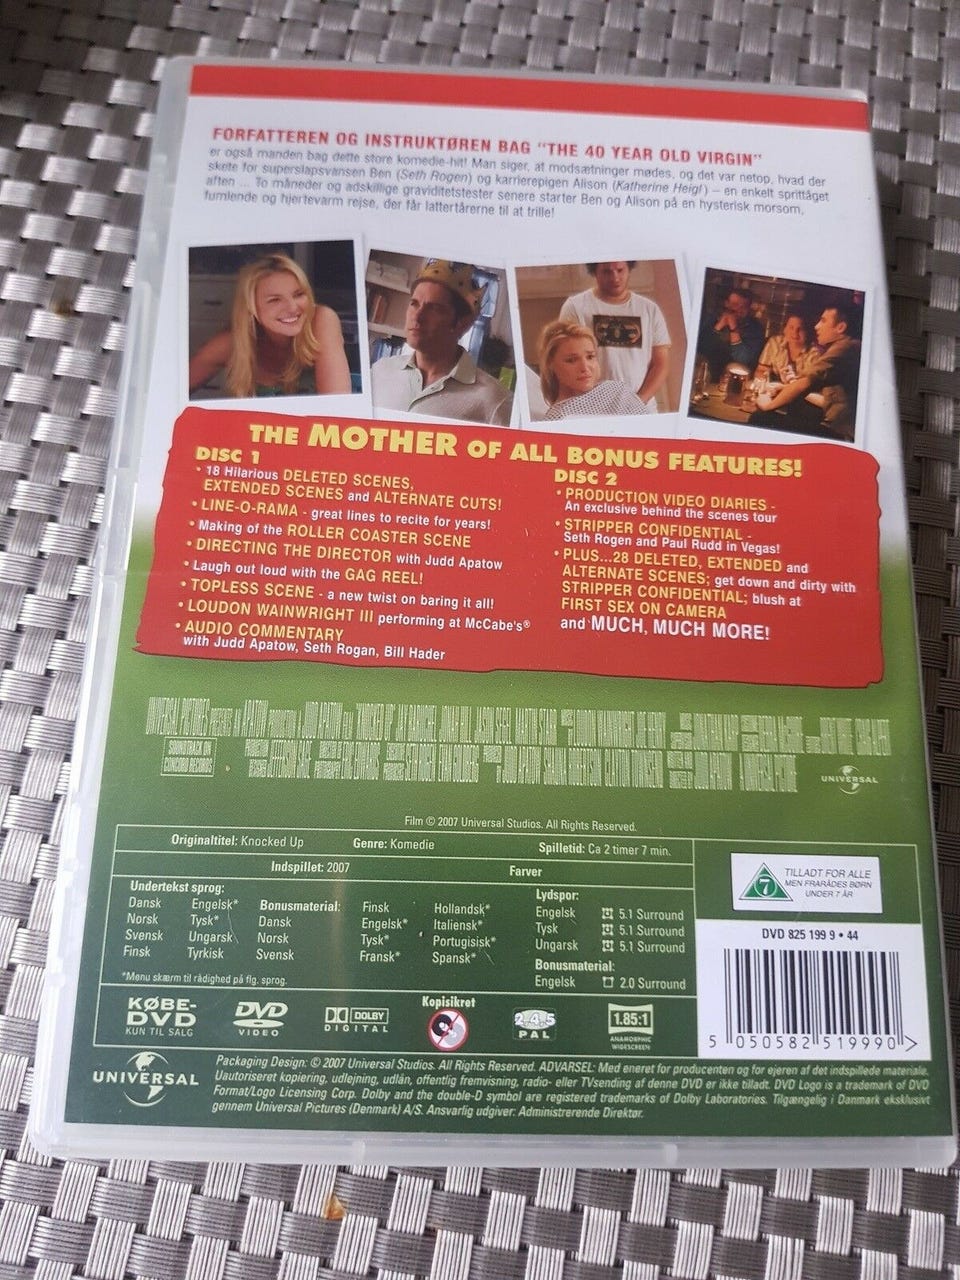 FORFATTEREN OG INSTRUKTØREN BAG "THE 40 YEAR OLD VIRGIN"
er også manden bag dette store komedie-hit! Man siger, at modsætninger mødes, og det var netop, hvad der
skete for superslapsvansen Ben (Seth Rogen) og karrierepigen Alison (Katherine Heigl) – en enkelt sprittåget
aften ... To måneder og adskillige graviditetstester senere starter Ben og Alison på en hysterisk morsom,
fumlende og hjertevarm rejse, der får lattertårerne til at trille!
THE MOTHER OF ALL BONUS FEATURES!
DISC 1
• 18 Hilarious DELETED SCENES,
EXTENDED SCENES and ALTERNATE CUTS!
• LINE-O-RAMA - great lines to recite for years!
• Making of the ROLLER COASTER SCENE
• DIRECTING THE DIRECTOR with Judd Apatow
• Laugh out loud with the GAG REEL!
• TOPLESS SCENE - a new twist on baring it all!
• LOUDON WAINWRIGHT III performing at McCabe's®
• AUDIO COMMENTARY
with Judd Apatow, Seth Rogan, Bill Hader
DISC 2
• PRODUCTION VIDEO DIARIES -
An exclusive behind the scenes tour
• STRIPPER CONFIDENTIAL -
Seth Rogen and Paul Rudd in Vegas!
• PLUS...28 DELETED, EXTENDED and
ALTERNATE SCENES; get down and dirty with
STRIPPER CONFIDENTIAL; blush at
FIRST SEX ON CAMERA
and MUCH, MUCH MORE!
SOUNDTRACK ON
CONCORD RECORDS
UNIVERSAL
Film © 2007 Universal Studios. All Rights Reserved.
Originaltitel: Knocked Up Genre: Komedie Spilletid: Ca 2 timer 7 min.
Indspillet: 2007 Farver
Undertekst sprog:
Dansk Engelsk*
Norsk Tysk*
Svensk Ungarsk
Finsk Tyrkisk
Bonusmateriale:
Dansk
Norsk
Svensk
Finsk Hollandsk*
Engelsk* Italiensk*
Tysk* Portugisisk*
Fransk* Spansk*
*Menu skærm til rådighed på flg. sprog.
Lydspor:
Engelsk 5.1 Surround
Tysk 5.1 Surround
Ungarsk 5.1 Surround
Bonusmaterial:
Engelsk 2.0 Surround
7
TILLADT FOR ALLE
MEN FRARÅDES BØRN
UNDER 7 ÅR
DVD 825 199 9 • 44
5 050582 519990 >
KØBE-
DVD
KUN TIL SALG
DVD
VIDEO
DOLBY
DIGITAL
Kopisikret
2.4.5
PAL
1.85:1
ANAMORPHIC
WIDESCREEN
UNIVERSAL
Packaging Design: © 2007 Universal Studios. All Rights Reserved. ADVARSEL: Med eneret for producenten og for ejeren af det indspillede materiale.
Uautoriseret kopiering, udlejning, udlån, offentlig fremvisning, radio- eller TVsending af denne DVD er ikke tilladt. DVD Logo is a trademark of DVD
Format/Logo Licensing Corp. Dolby and the double-D symbol are registered trademarks of Dolby Laboratories. Tilgængelig i Danmark eksklusivt
gennem Universal Pictures (Denmark) A/S. Ansvarlig udgiver: Administrerende Direktør.